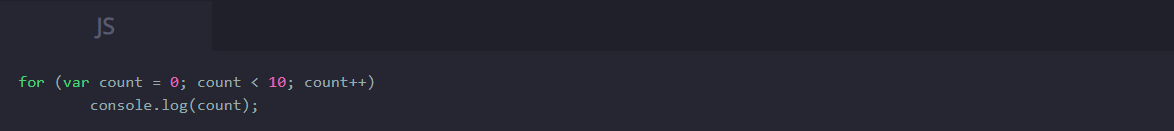 JS
for (var count = 0; count < 10; count++)
        console.log(count);